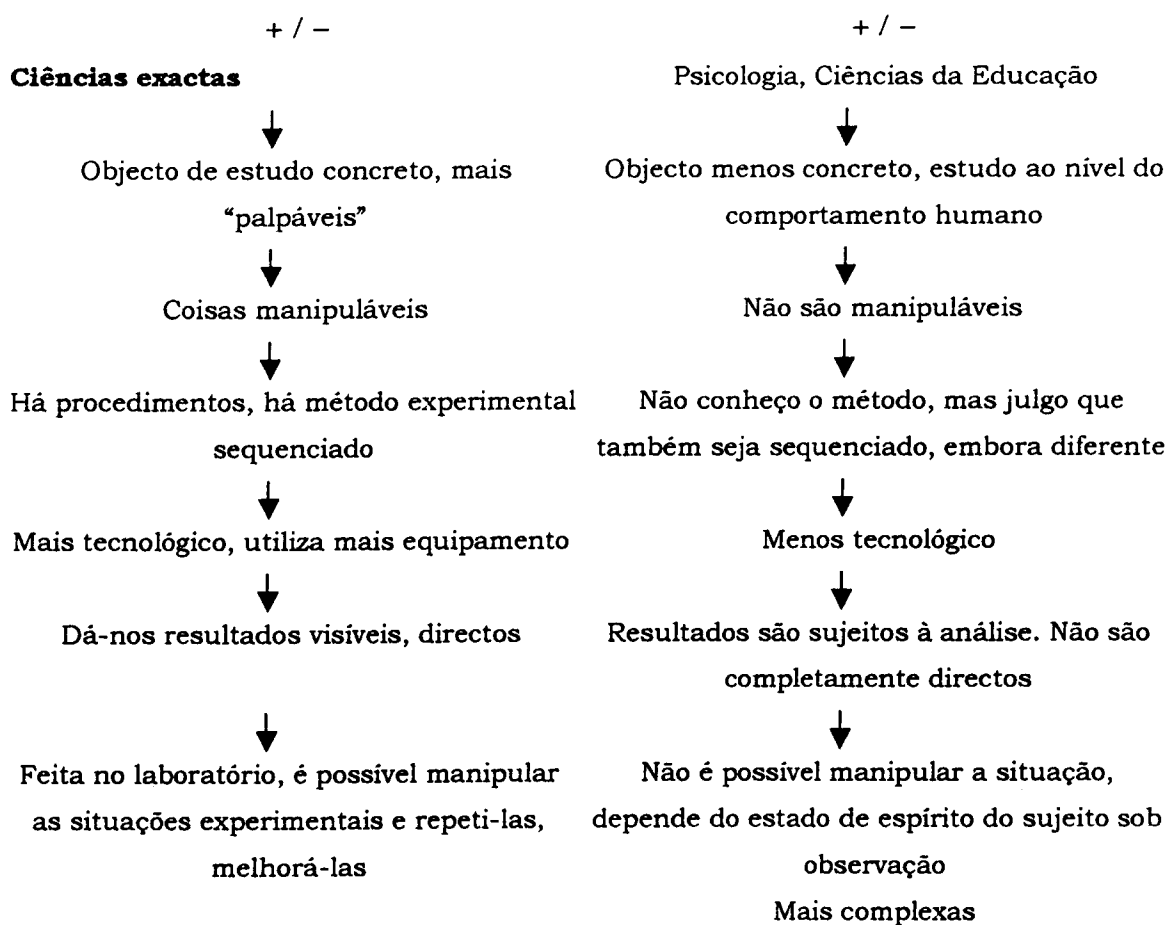 + / −
Ciências exactas
Objecto de estudo concreto, mais
“palpáveis”
Coisas manipuláveis
Há procedimentos, há método experimental
sequenciado
Mais tecnológico, utiliza mais equipamento
Dá-nos resultados visíveis, directos
Feita no laboratório, é possível manipular
as situações experimentais e repeti-las,
melhorá-las
+ / −
Psicologia, Ciências da Educação
Objecto menos concreto, estudo ao nível do
comportamento humano
Não são manipuláveis
Não conheço o método, mas julgo que
também seja sequenciado, embora diferente
Menos tecnológico
Resultados são sujeitos à análise. Não são
completamente directos
Não é possível manipular a situação,
depende do estado de espírito do sujeito sob
observação
Mais complexas